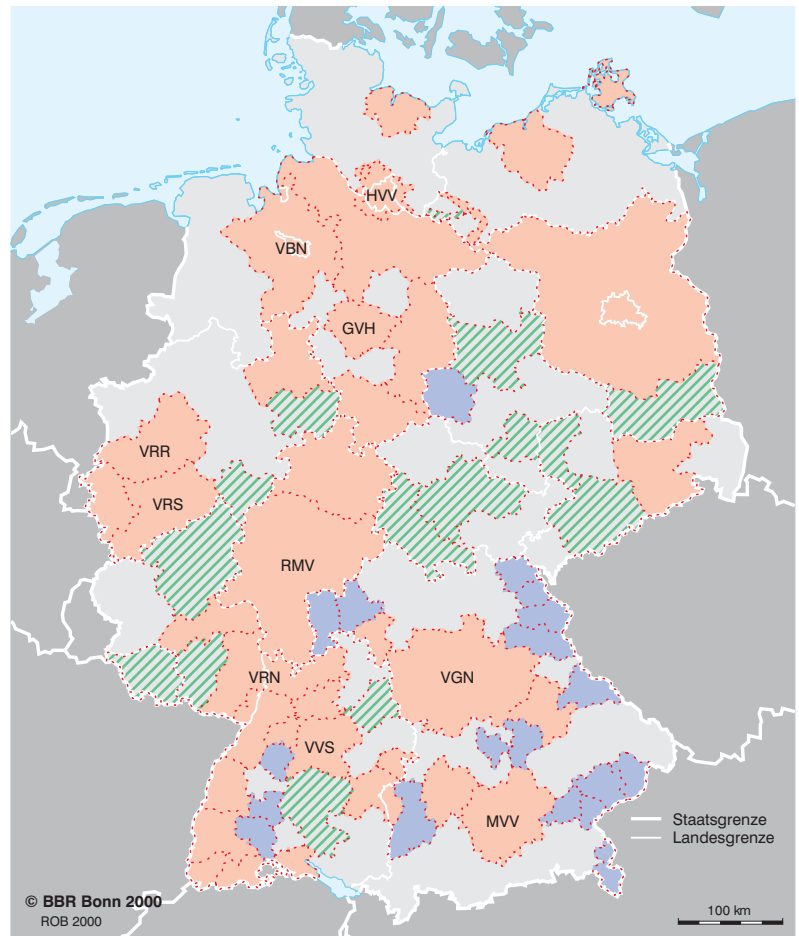 HVV
VBN
GVH
VRR
VRS
RMV
VRN
VGN
VVS
MVV
Staatsgrenze
Landesgrenze
© BBR Bonn 2000
ROB 2000
100 km